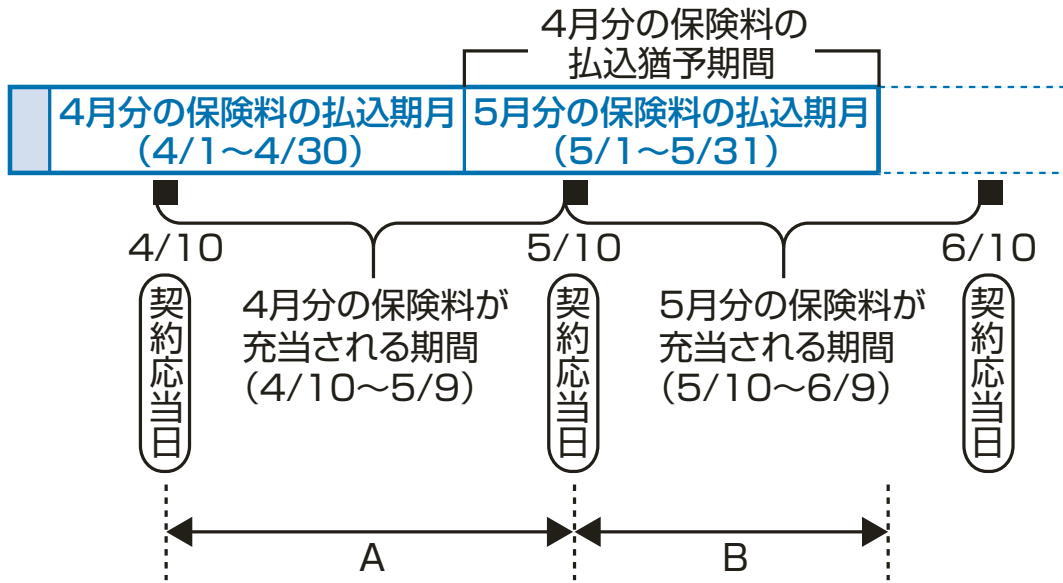 4月分の保険料の
払込猶予期間
4月分の保険料の払込期月
(4/1〜4/30)
5月分の保険料の払込期月
(5/1〜5/31)
4/10
5/10
6/10
契約応当日
4月分の保険料が
充当される期間
(4/10〜5/9)
契約応当日
5月分の保険料が
充当される期間
(5/10〜6/9)
契約応当日
A
B